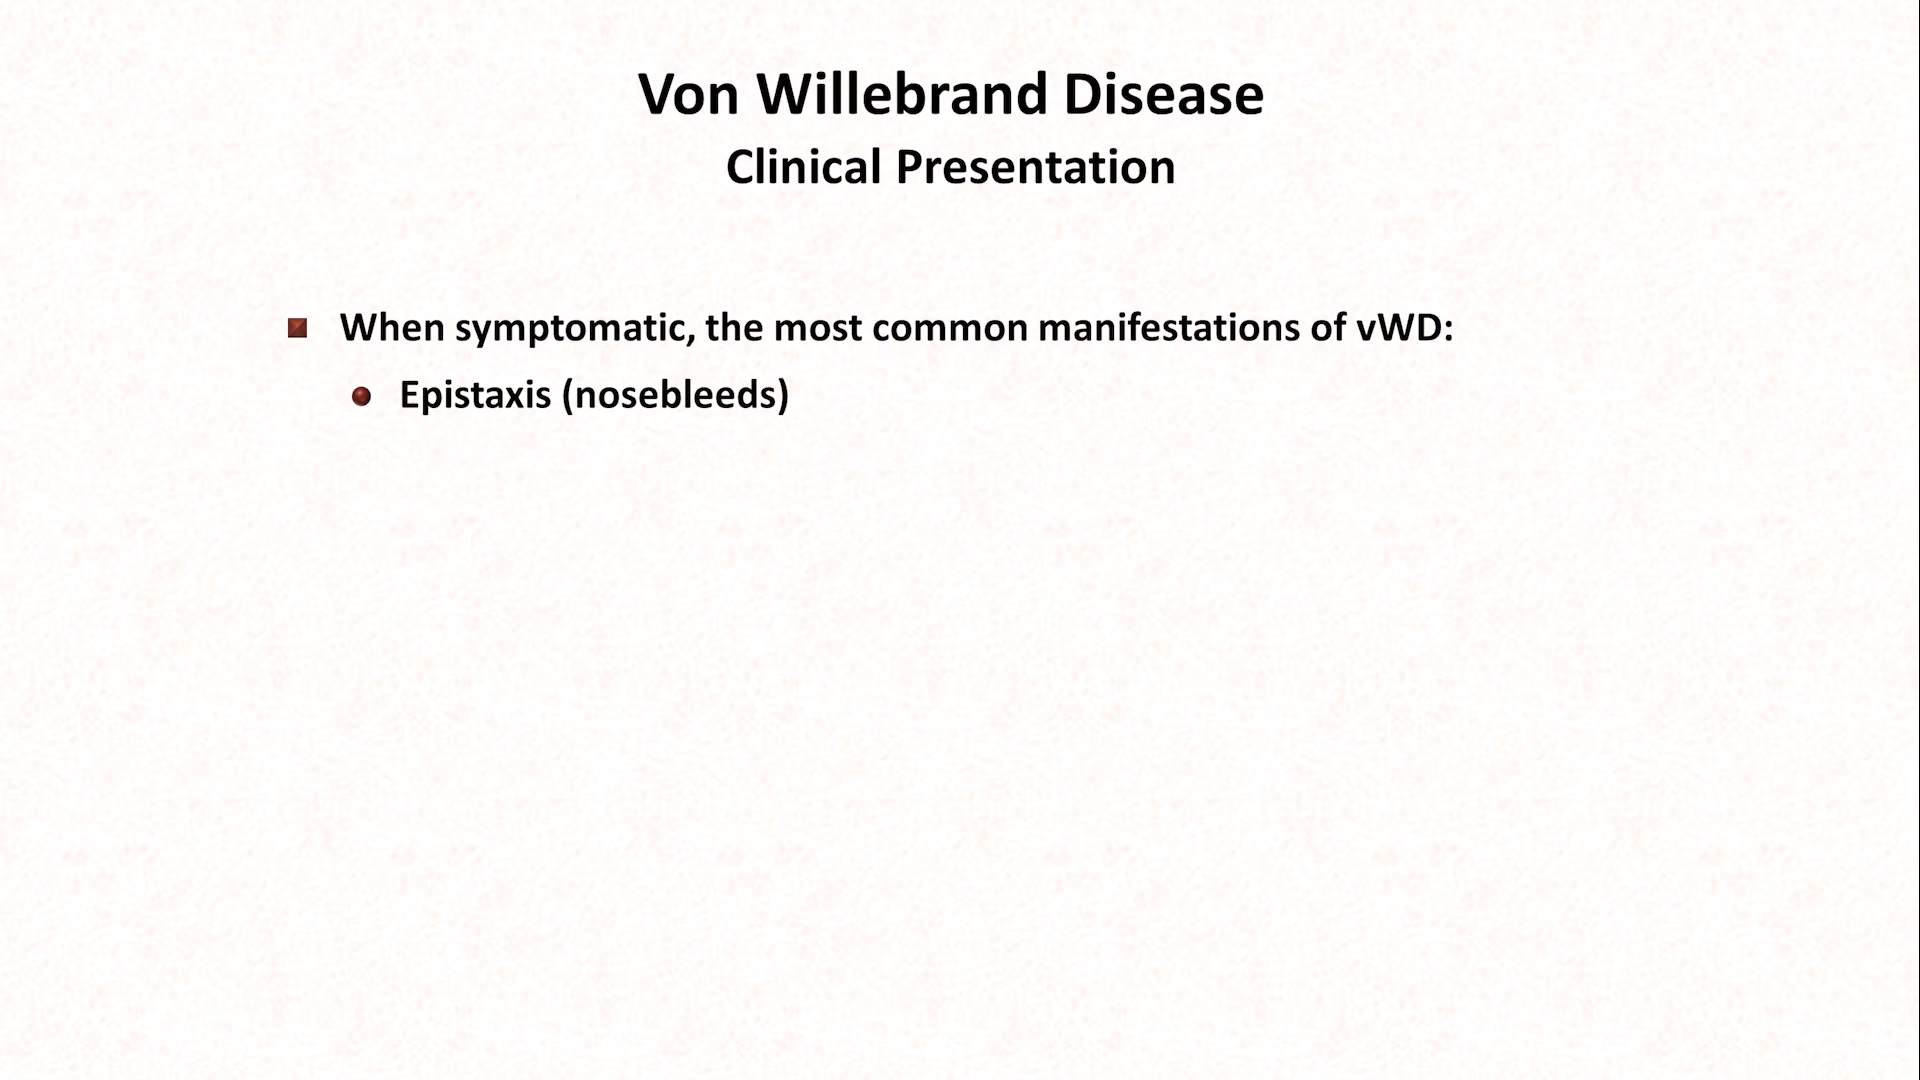 Von Willebrand Disease
Clinical Presentation
When symptomatic, the most common manifestations of vWD:
Epistaxis (nosebleeds)